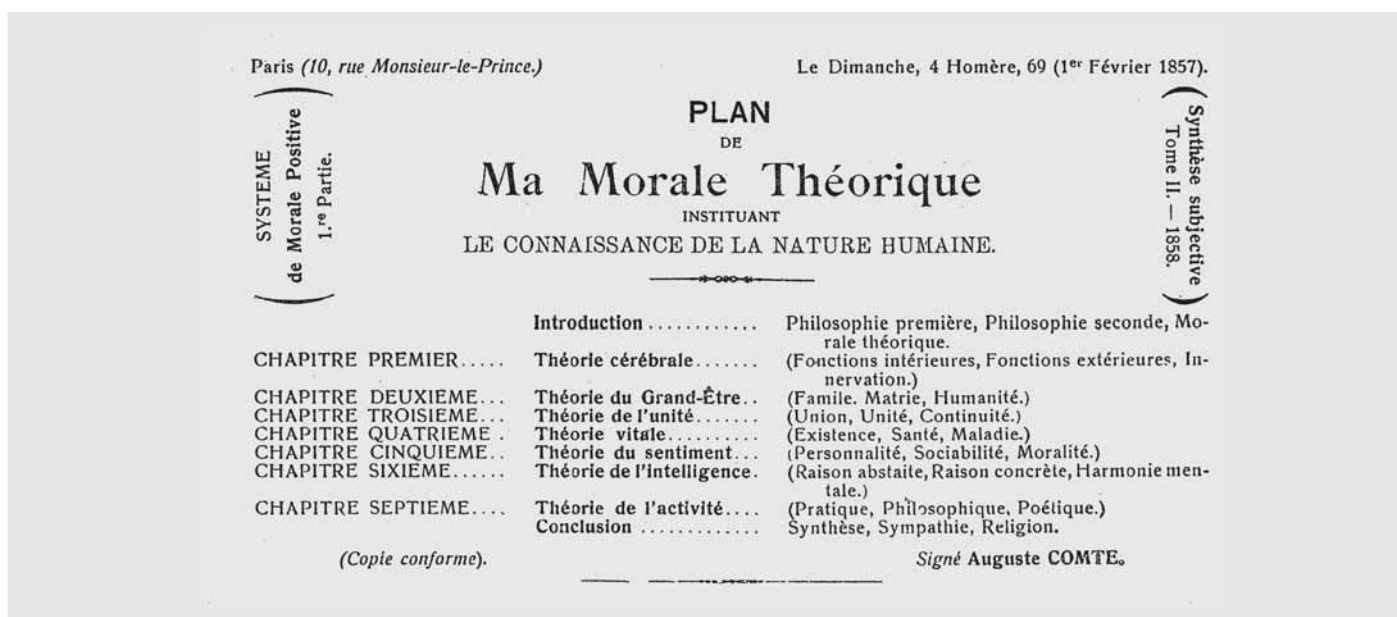 Paris (10, rue Monsieur-le-Prince.) Le Dimanche, 4 Homère, 69 (1er Février 1857).
SYSTEME
de Morale Positive
1.re Partie.
PLAN
DE
Ma Morale Théorique
INSTITUANT
LE CONNAISSANCE DE LA NATURE HUMAINE.
Synthèse subjective
Tome II. — 1858.
Introduction ............ Philosophie première, Philosophie seconde, Mo-
rale théorique.
CHAPITRE PREMIER..... Théorie cérébrale....... (Fonctions intérieures, Fonctions extérieures, In-
nervation.)
CHAPITRE DEUXIEME... Théorie du Grand-Être.. (Famile. Matrie, Humanité.)
CHAPITRE TROISIEME... Théorie de l'unité....... (Union, Unité, Continuité.)
CHAPITRE QUATRIEME . Théorie vitale.......... (Existence, Santé, Maladie.)
CHAPITRE CINQUIEME.. Théorie du sentiment... (Personnalité, Sociabilité, Moralité.)
CHAPITRE SIXIEME...... Théorie de l'intelligence. (Raison abstaite, Raison concrète, Harmonie men-
tale.)
CHAPITRE SEPTIEME.... Théorie de l'activité.... (Pratique, Philosophique, Poétique.)
Conclusion ............. Synthèse, Sympathie, Religion.
(Copie conforme). Signé Auguste COMTE.